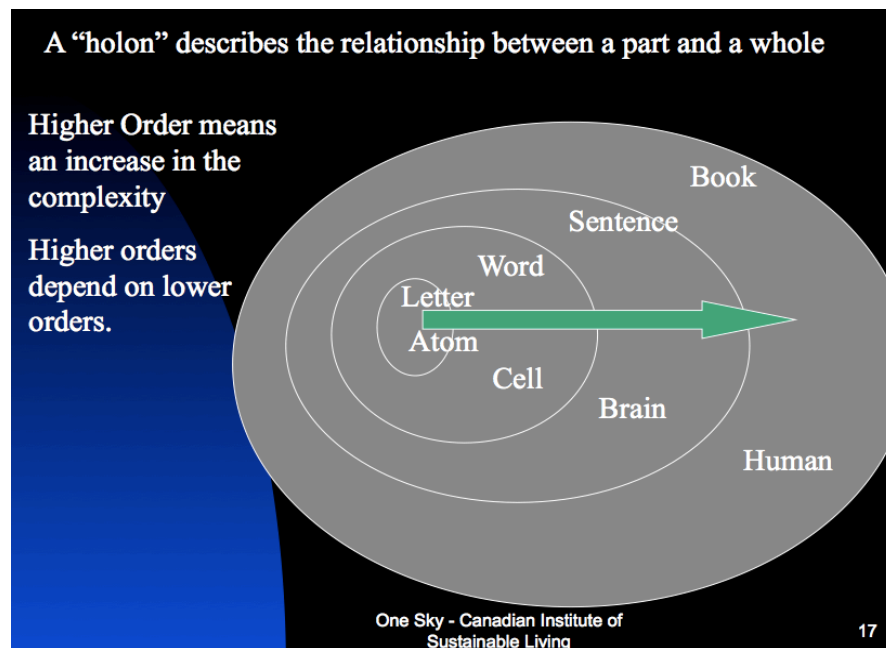 A “holon” describes the relationship between a part and a whole
Higher Order means
an increase in the
complexity
Higher orders
depend on lower
orders.
Book
Sentence
Word
Letter
Atom
Cell
Brain
Human
One Sky - Canadian Institute of
Sustainable Living
17